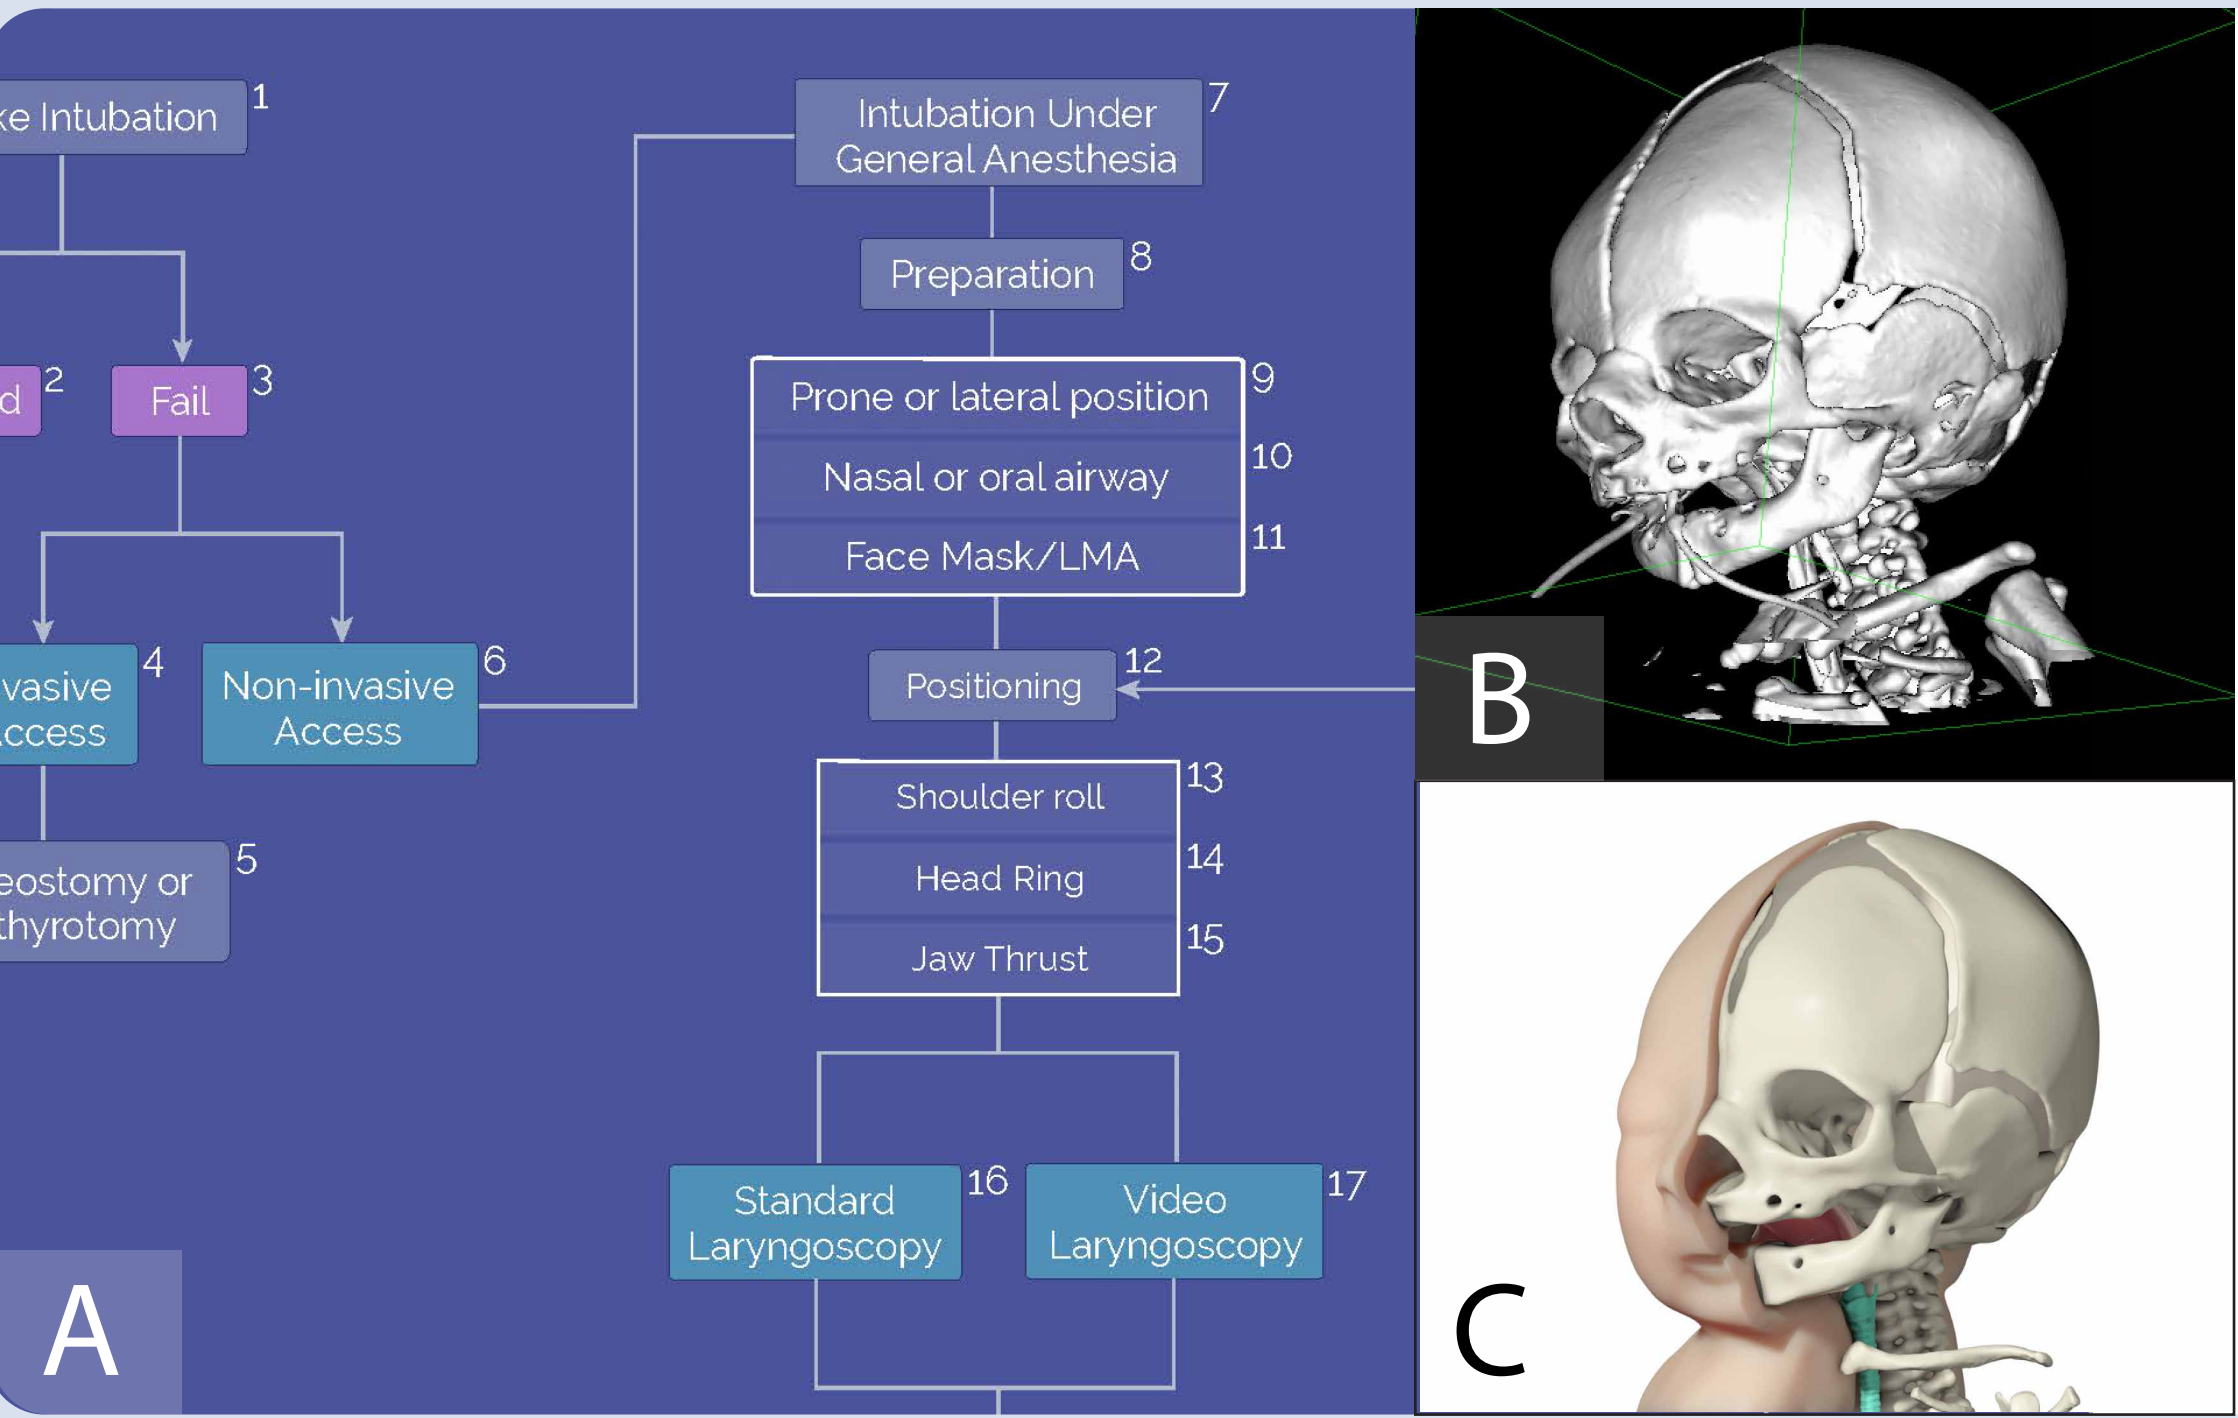 ke Intubation
1
d
2
Fail
3
vasive
ccess
4
eostomy or
thyrotomy
5
Non-invasive
Access
6
Intubation Under
General Anesthesia
7
Preparation
8
Prone or lateral position
9
Nasal or oral airway
10
Face Mask/LMA
11
Positioning
12
Shoulder roll
13
Head Ring
14
Jaw Thrust
15
Standard
Laryngoscopy
16
Video
Laryngoscopy
17
A
B
C